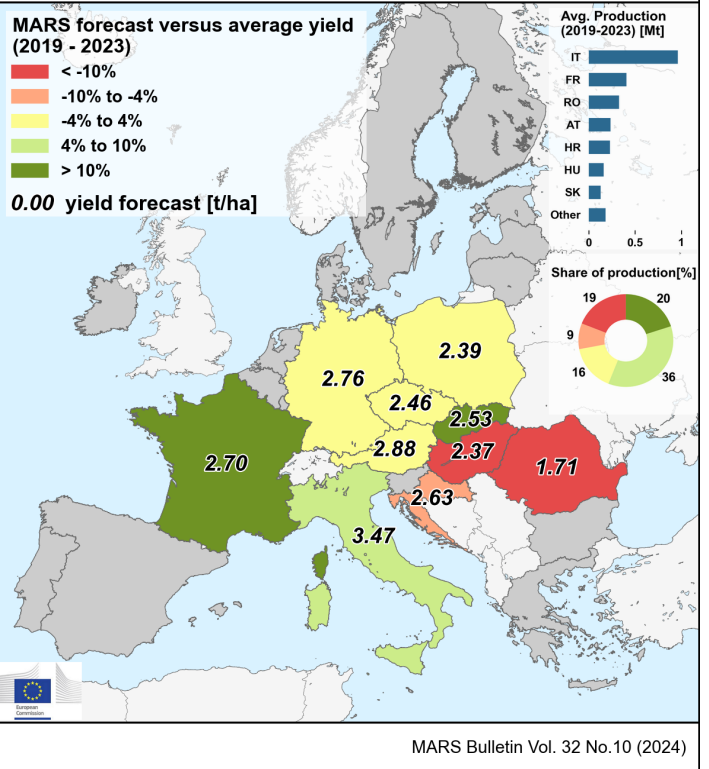 MARS forecast versus average yield
(2019 - 2023)
< -10%
-10% to -4%
-4% to 4%
4% to 10%
> 10%
0.00 yield forecast [t/ha]
Avg. Production
(2019-2023) [Mt]
IT
FR
RO
AT
HR
HU
SK
Other
0 0.5 1
Share of production[%]
19 20
9
16 36
2.39
2.76
2.46
2.53
2.88
2.37
2.70
1.71
2.63
3.47
European
Commission
MARS Bulletin Vol. 32 No.10 (2024)